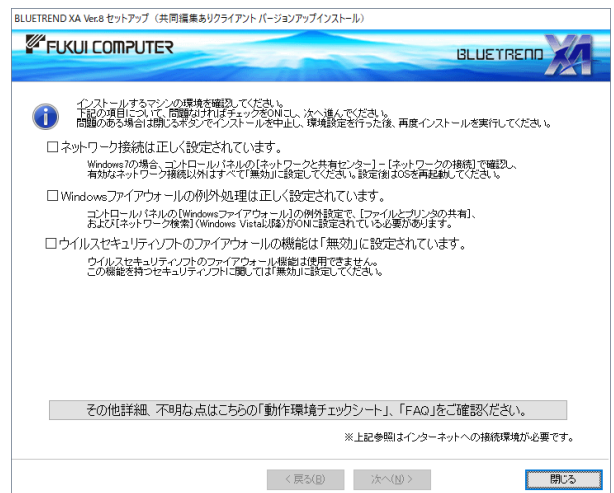 BLUETREND XA Ver.8 セットアップ（共同編集ありクライアント バージョンアップインストール）
FUKUI COMPUTER
BLUETREND XA
インストールするマシンの環境を確認してください。
下記の項目について、問題なければチェックをONにし、次へ進んでください。
問題のある場合は閉じるボタンでインストールを中止し、環境設定を行った後、再度インストールを実行してください。
ネットワーク接続は正しく設定されています。
Windows7の場合、コントロールパネルの[ネットワークと共有センター] - [ネットワークの接続]で確認し、
有効なネットワーク接続以外はすべて「無効」に設定してください。設定後はOSを再起動してください。
Windowsファイアウォールの例外処理は正しく設定されています。
コントロールパネルの[Windowsファイアウォール]の例外設定で、[ファイルとプリンタの共有]、
および[ネットワーク検索](Windows Vista以降)がONに設定されている必要があります。
ウイルスセキュリティソフトのファイアウォールの機能は「無効」に設定されています。
ウイルスセキュリティソフトのファイアウォール機能は使用できません。
この機能を持つセキュリティソフトに関しては「無効」に設定してください。
その他詳細、不明な点はこちらの「動作環境チェックシート」、「FAQ」をご確認ください。
※上記参照はインターネットへの接続環境が必要です。
< 戻る(B) 次へ(N) > 閉じる